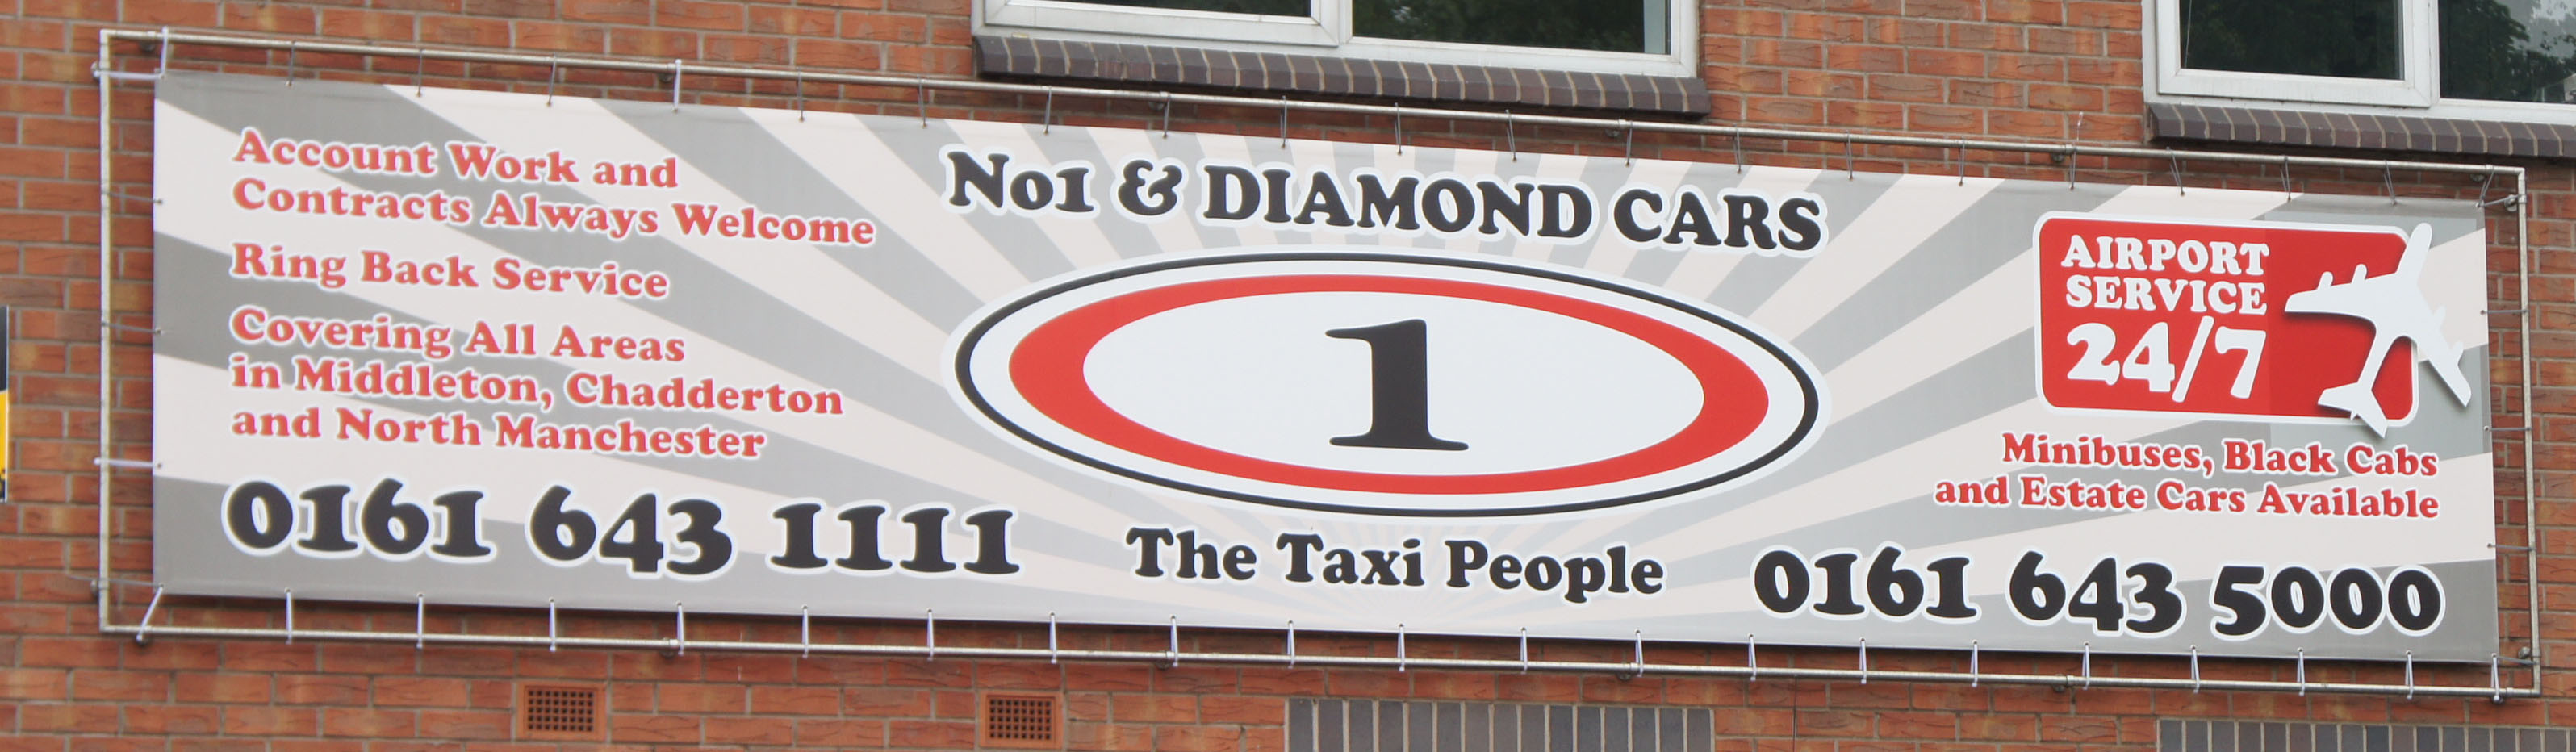 Account Work and
Contracts Always Welcome
Ring Back Service
Covering All Areas
in Middleton, Chadderton
and North Manchester
0161 643 1111
No1 & DIAMOND CARS
1
The Taxi People
AIRPORT
SERVICE
24/7
Minibuses, Black Cabs
and Estate Cars Available
0161 643 5000